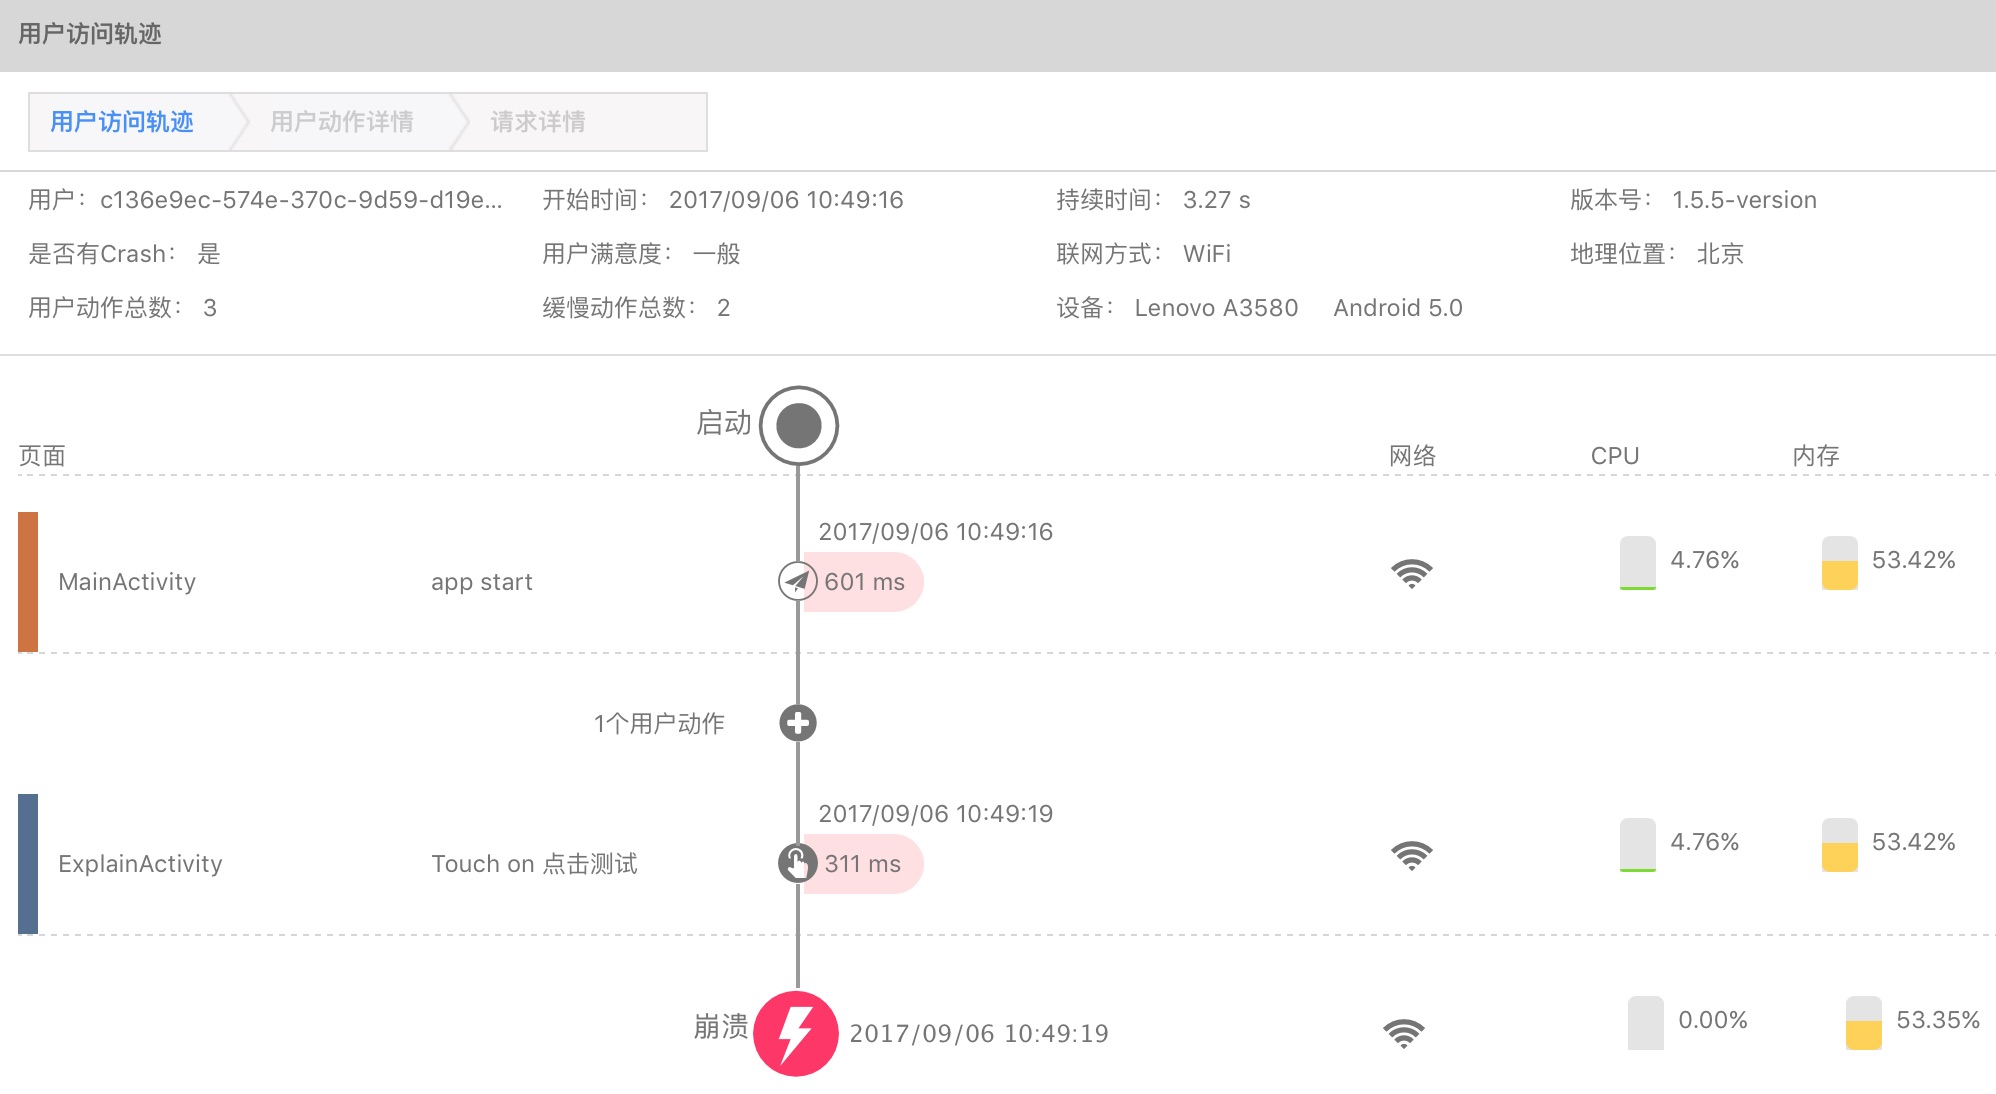 用户访问轨迹
用户访问轨迹 用户动作详情 请求详情
用户： c136e9ec-574e-370c-9d59-d19e... 开始时间： 2017/09/06 10:49:16 持续时间： 3.27 s 版本号： 1.5.5-version
是否有Crash： 是 用户满意度： 一般 联网方式： WiFi 地理位置： 北京
用户动作总数： 3 缓慢动作总数： 2 设备： Lenovo A3580 Android 5.0
启动
页面 网络 CPU 内存
2017/09/06 10:49:16
MainActivity app start 601 ms 4.76% 53.42%
1个用户动作
2017/09/06 10:49:19
ExplainActivity Touch on 点击测试 311 ms 4.76% 53.42%
崩溃 2017/09/06 10:49:19 0.00% 53.35%